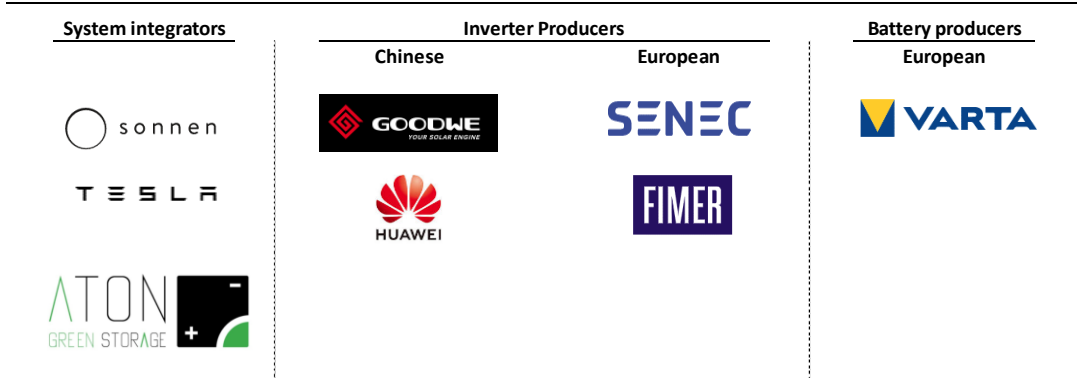 System integrators
Inverter Producers
Battery producers
Chinese
European
European
sonnen
GOODWE
YOUR SOLAR ENGINE
SENEC
VARTA
TESLA
HUAWEI
FIMER
ATON
GREEN STORAGE
- 
+